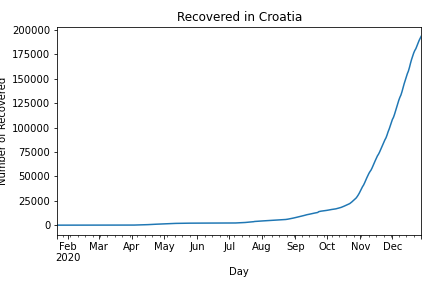 Recovered in Croatia
200000
175000
150000
125000
100000
75000
50000
25000
0
Number of Recovered
Feb Mar Apr May Jun Jul Aug Sep Oct Nov Dec
2020
Day